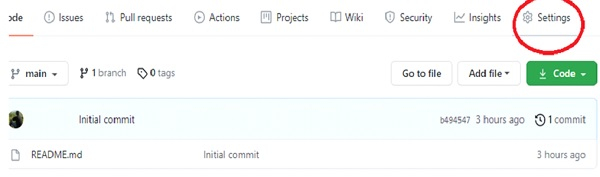 ode Issues Pull requests Actions Projects Wiki Security Insights Settings
main 1 branch 0 tags Go to file Add file Code
Initial commit b494547 3 hours ago 1 commit
README.md Initial commit 3 hours ago